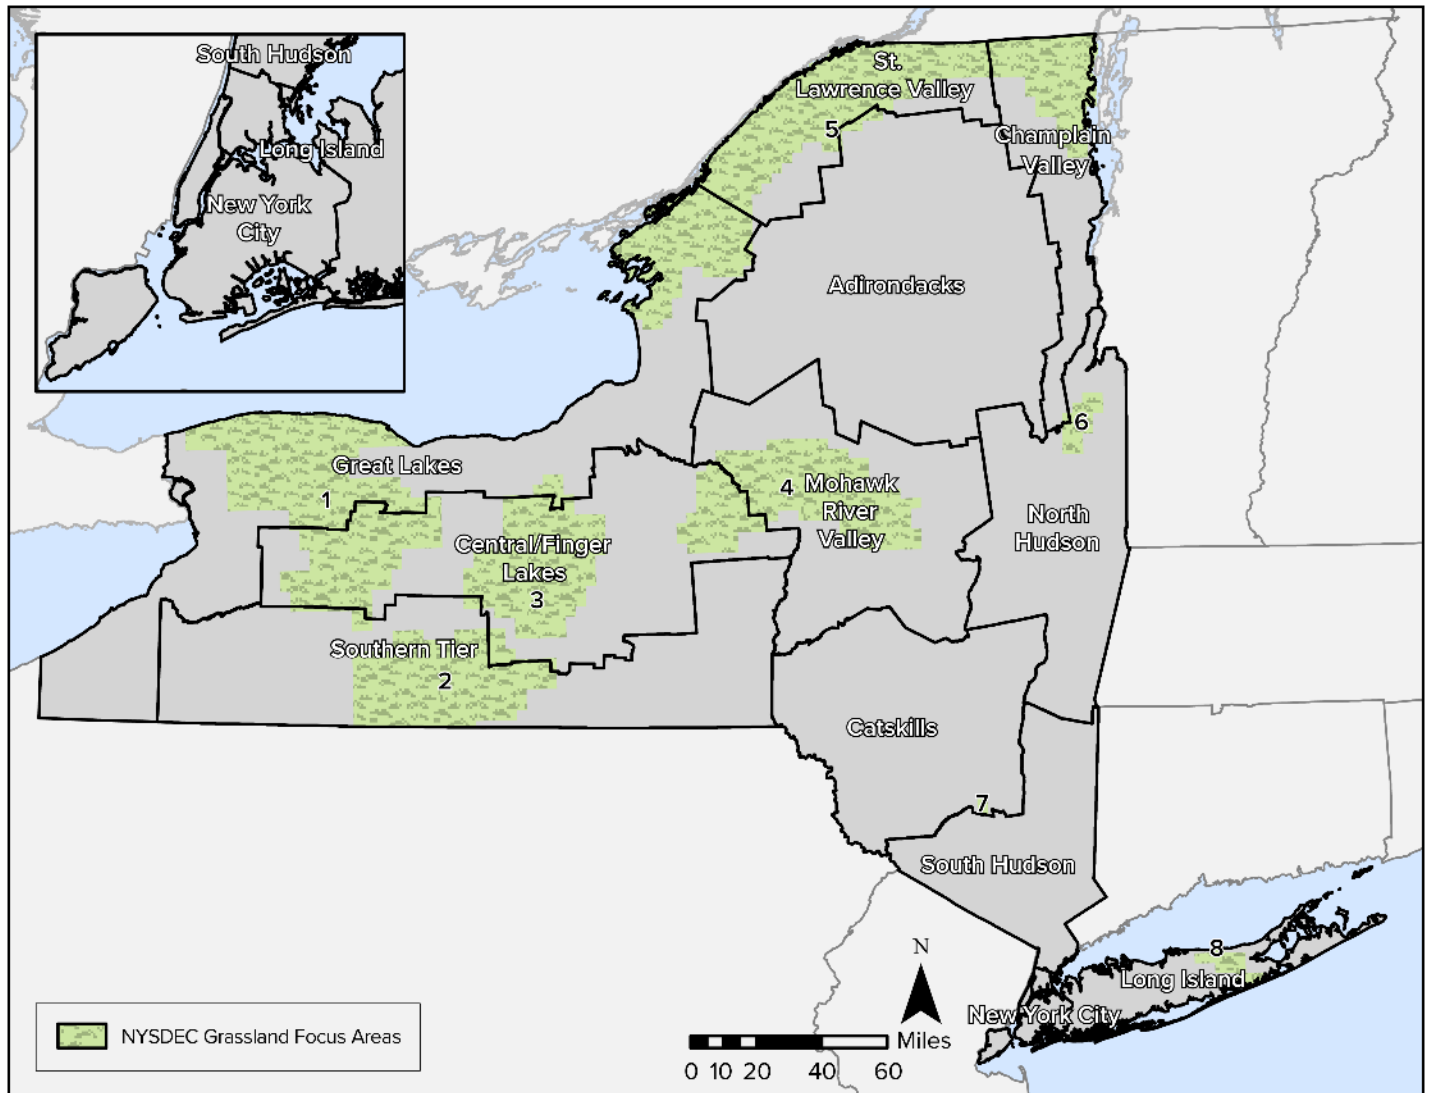 South Hudson
Long Island
New York
City
St.
Lawrence Valley
5
Champlain
Valley
Adirondacks
6
Great Lakes
1
4
Mohawk
River
Valley
North
Hudson
Central/Finger
Lakes
3
Southern Tier
2
Catskills
7
South Hudson
8
Long Island
New York City
N
Miles
0 10 20 40 60
NYSDEC Grassland Focus Areas